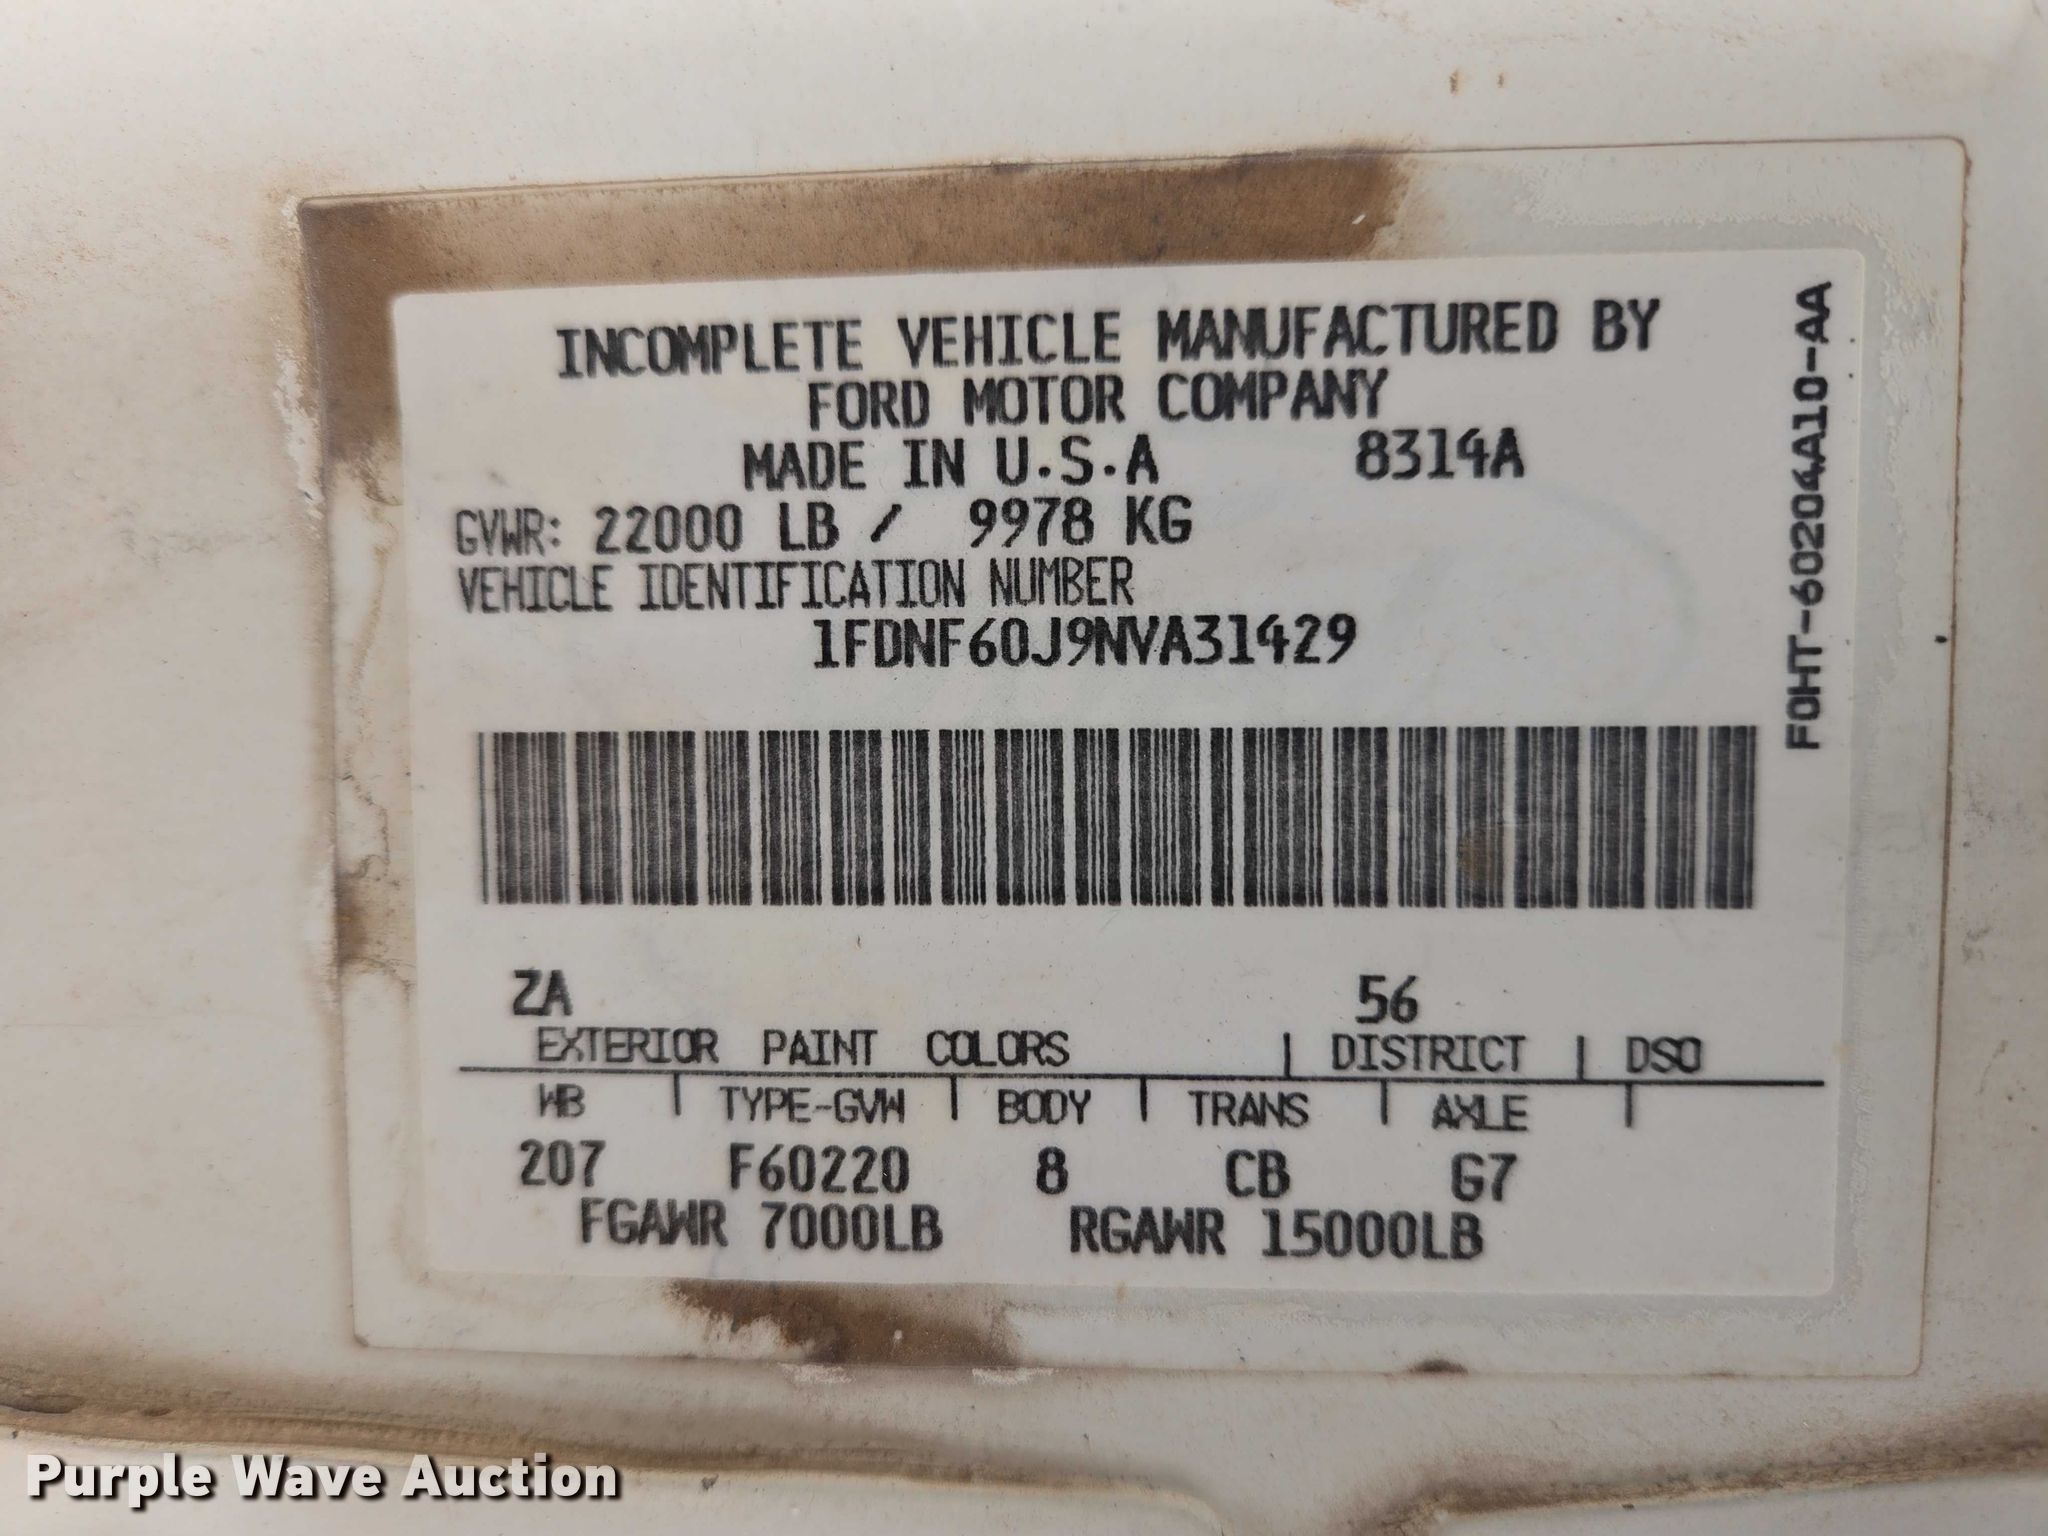 INCOMPLETE VEHICLE MANUFACTURED BY
FORD MOTOR COMPANY
MADE IN U.S.A 8314A
GVWR: 22000 LB / 9978 KG
VEHICLE IDENTIFICATION NUMBER
1FDNF60J9NVA31429
F0HT-60204A10-AA
ZA 56
EXTERIOR PAINT COLORS | DISTRICT | DSO
WB | TYPE-GVW | BODY | TRANS | AXLE |
207 F60220 8 CB G7
FGAWR 7000LB RGAWR 15000LB
Purple Wave Auction